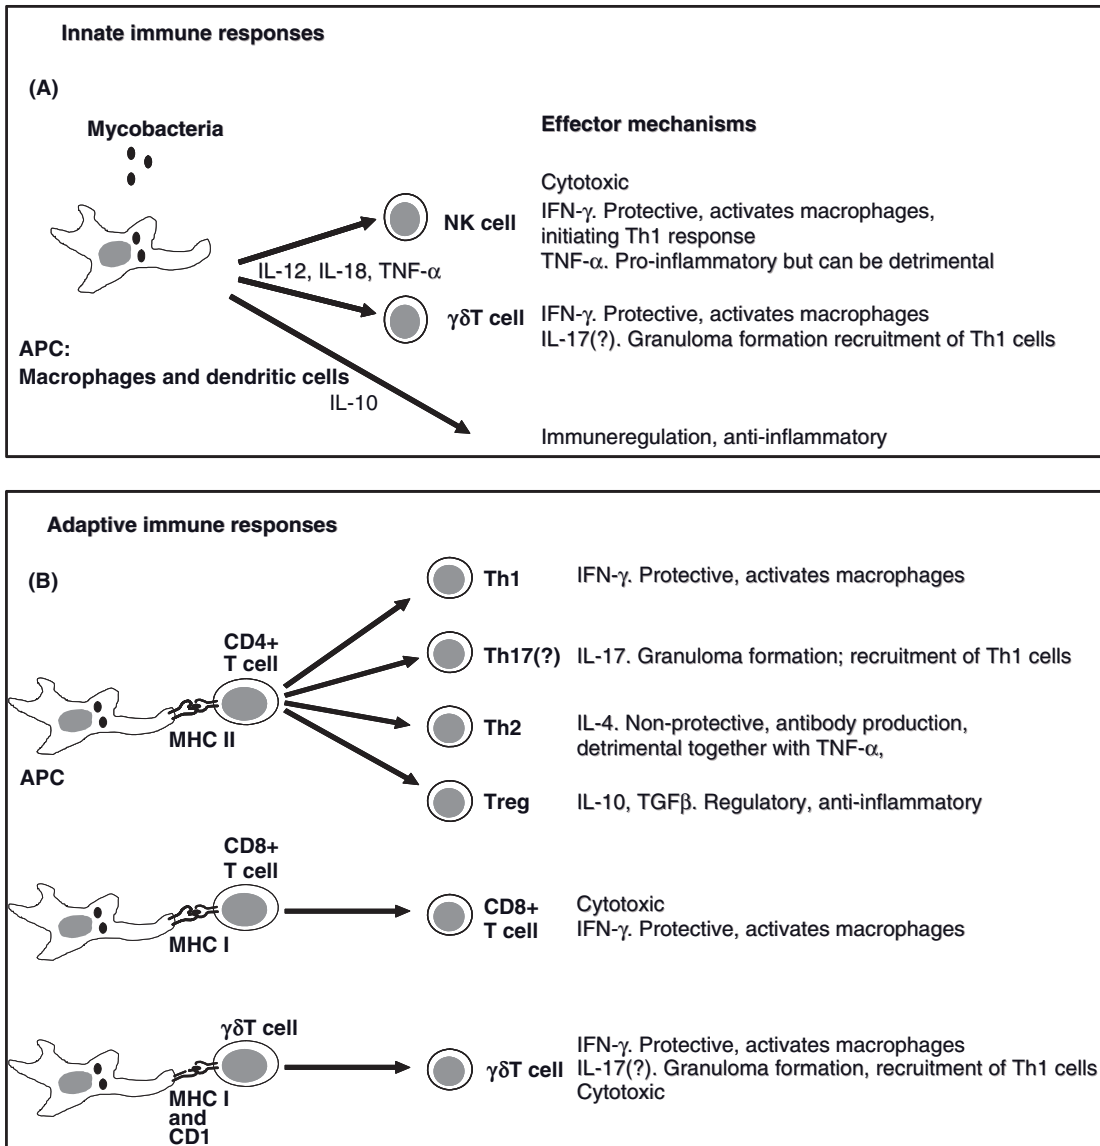 Innate immune responses
(A)
Mycobacteria
Effector mechanisms
Cytotoxic
NK cell
IFN-γ. Protective, activates macrophages,
initiating Th1 response
TNF-α. Pro-inflammatory but can be detrimental
IL-12, IL-18, TNF-α
γδT cell
IFN-γ. Protective, activates macrophages
IL-17(?). Granuloma formation recruitment of Th1 cells
APC:
Macrophages and dendritic cells
IL-10
Immuneregulation, anti-inflammatory
Adaptive immune responses
(B)
CD4+
T cell
MHC II
APC
Th1
IFN-γ. Protective, activates macrophages
Th17(?)
IL-17. Granuloma formation; recruitment of Th1 cells
Th2
IL-4. Non-protective, antibody production,
detrimental together with TNF-α,
Treg
IL-10, TGFβ. Regulatory, anti-inflammatory
CD8+
T cell
MHC I
CD8+
T cell
Cytotoxic
IFN-γ. Protective, activates macrophages
γδT cell
MHC I
and
CD1
γδT cell
IFN-γ. Protective, activates macrophages
IL-17(?). Granuloma formation, recruitment of Th1 cells
Cytotoxic